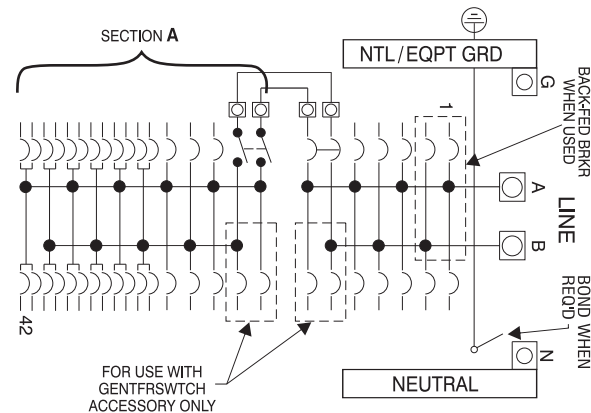 SECTION A
NTL/EQPT GRD
G
BACK-FED BRKR
WHEN USED
1
A
LINE
B
BOND WHEN
REQ'D
42
N
FOR USE WITH
GENTFRSWTCH
ACCESSORY ONLY
NEUTRAL